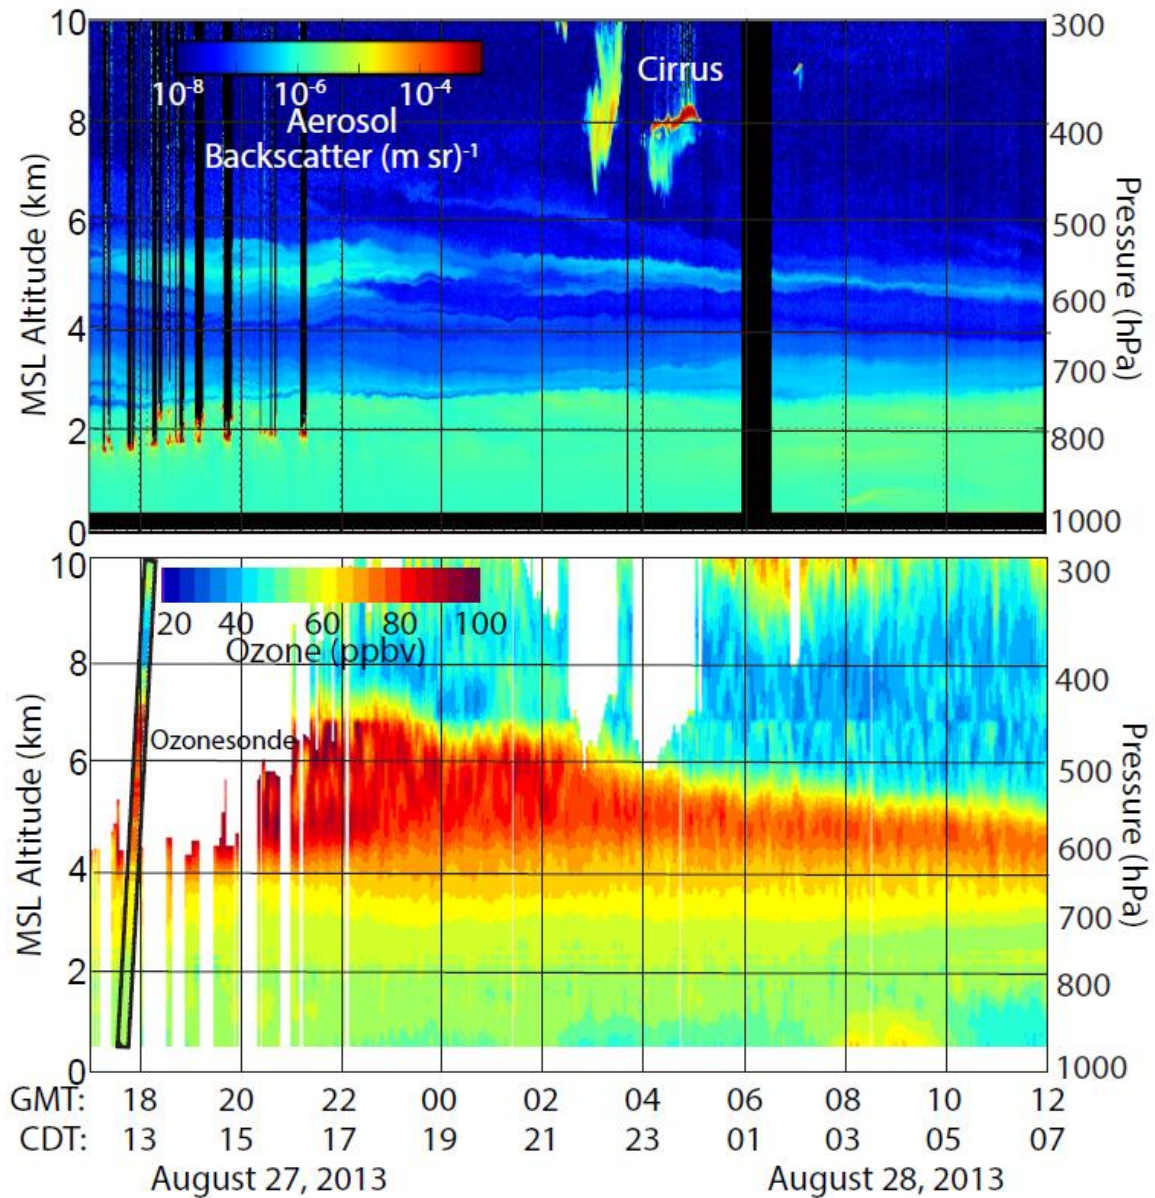 10
300
10⁻⁸ 10⁻⁶ 10⁻⁴
Aerosol
Backscatter (m sr)⁻¹
Cirrus
8
400
6
500
600
4
700
2
800
0
1000
MSL Altitude (km)
Pressure (hPa)
10
300
20 40 60 80 100
Ozone (ppbv)
8
400
Ozonesonde
6
500
600
4
700
2
800
0
1000
MSL Altitude (km)
Pressure (hPa)
GMT: 18 20 22 00 02 04 06 08 10 12
CDT: 13 15 17 19 21 23 01 03 05 07
August 27, 2013 August 28, 2013